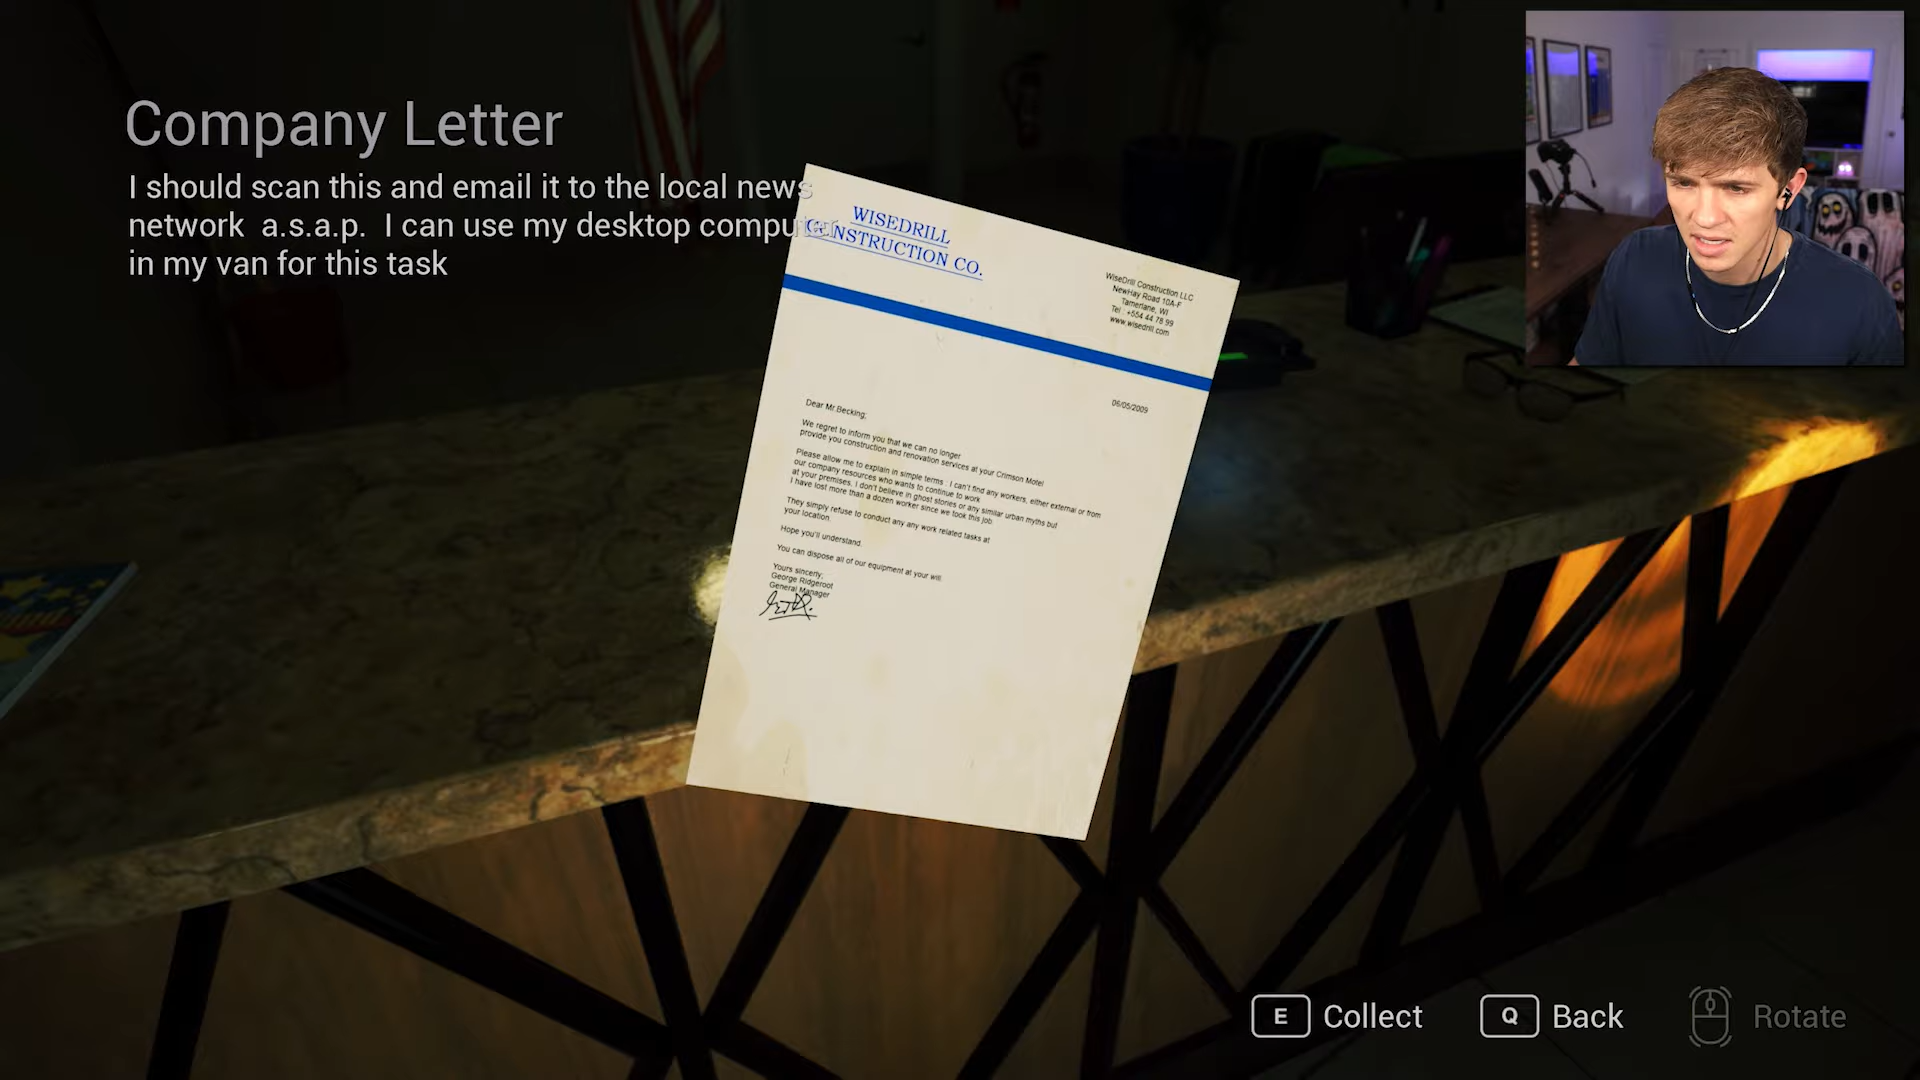 Company Letter
I should scan this and email it to the local news
network a.s.a.p. I can use my desktop computer
in my van for this task
WISEDRILL
CONSTRUCTION CO.
WiseDrill Construction LLC
NewHay Road 10A-F
Tamerlane, WI
Tel : +554 44 78 99
www.wisedrill.com
06/05/2009
Dear Mr.Becking;
We regret to inform you that we can no longer
provide you construction and renovation services at your Crimson Motel
Please allow me to explain in simple terms . I can't find any workers, either external or from
our company resources who wants to continue to work
at your premises. I don't believe in ghost stories or any similar urban myths but
I have lost more than a dozen worker since we took this job.
They simply refuse to conduct any any work related tasks at
your location.
Hope you'll understand.
You can dispose all of our equipment at your will.
Yours sincerly;
George Ridgeroot
General Manager
E Collect
Q Back
Rotate